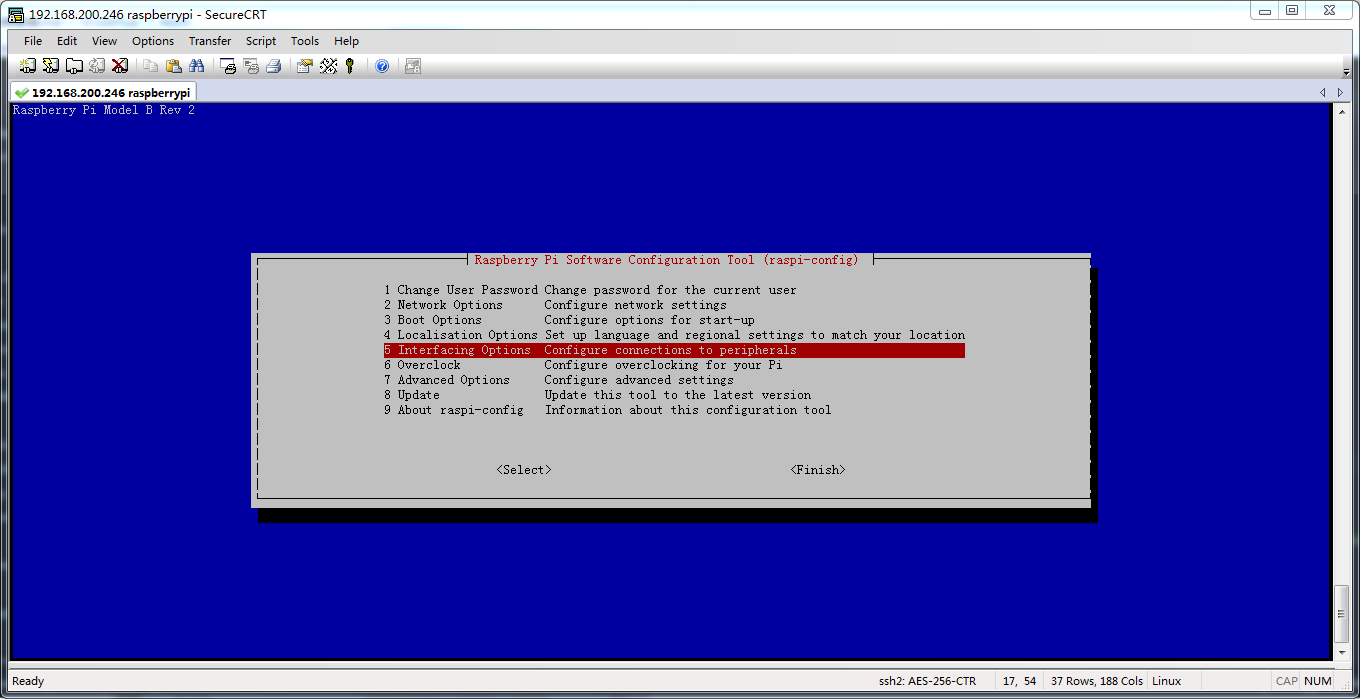 192.168.200.246 raspberrypi - SecureCRT
File Edit View Options Transfer Script Tools Help
192.168.200.246 raspberrypi
Raspberry Pi Model B Rev 2
Raspberry Pi Software Configuration Tool (raspi-config)
1 Change User Password Change password for the current user
2 Network Options Configure network settings
3 Boot Options Configure options for start-up
4 Localisation Options Set up language and regional settings to match your location
5 Interfacing Options Configure connections to peripherals
6 Overclock Configure overclocking for your Pi
7 Advanced Options Configure advanced settings
8 Update Update this tool to the latest version
9 About raspi-config Information about this configuration tool
<Select> <Finish>
Ready ssh2: AES-256-CTR 17, 54 37 Rows, 188 Cols Linux CAP NUM